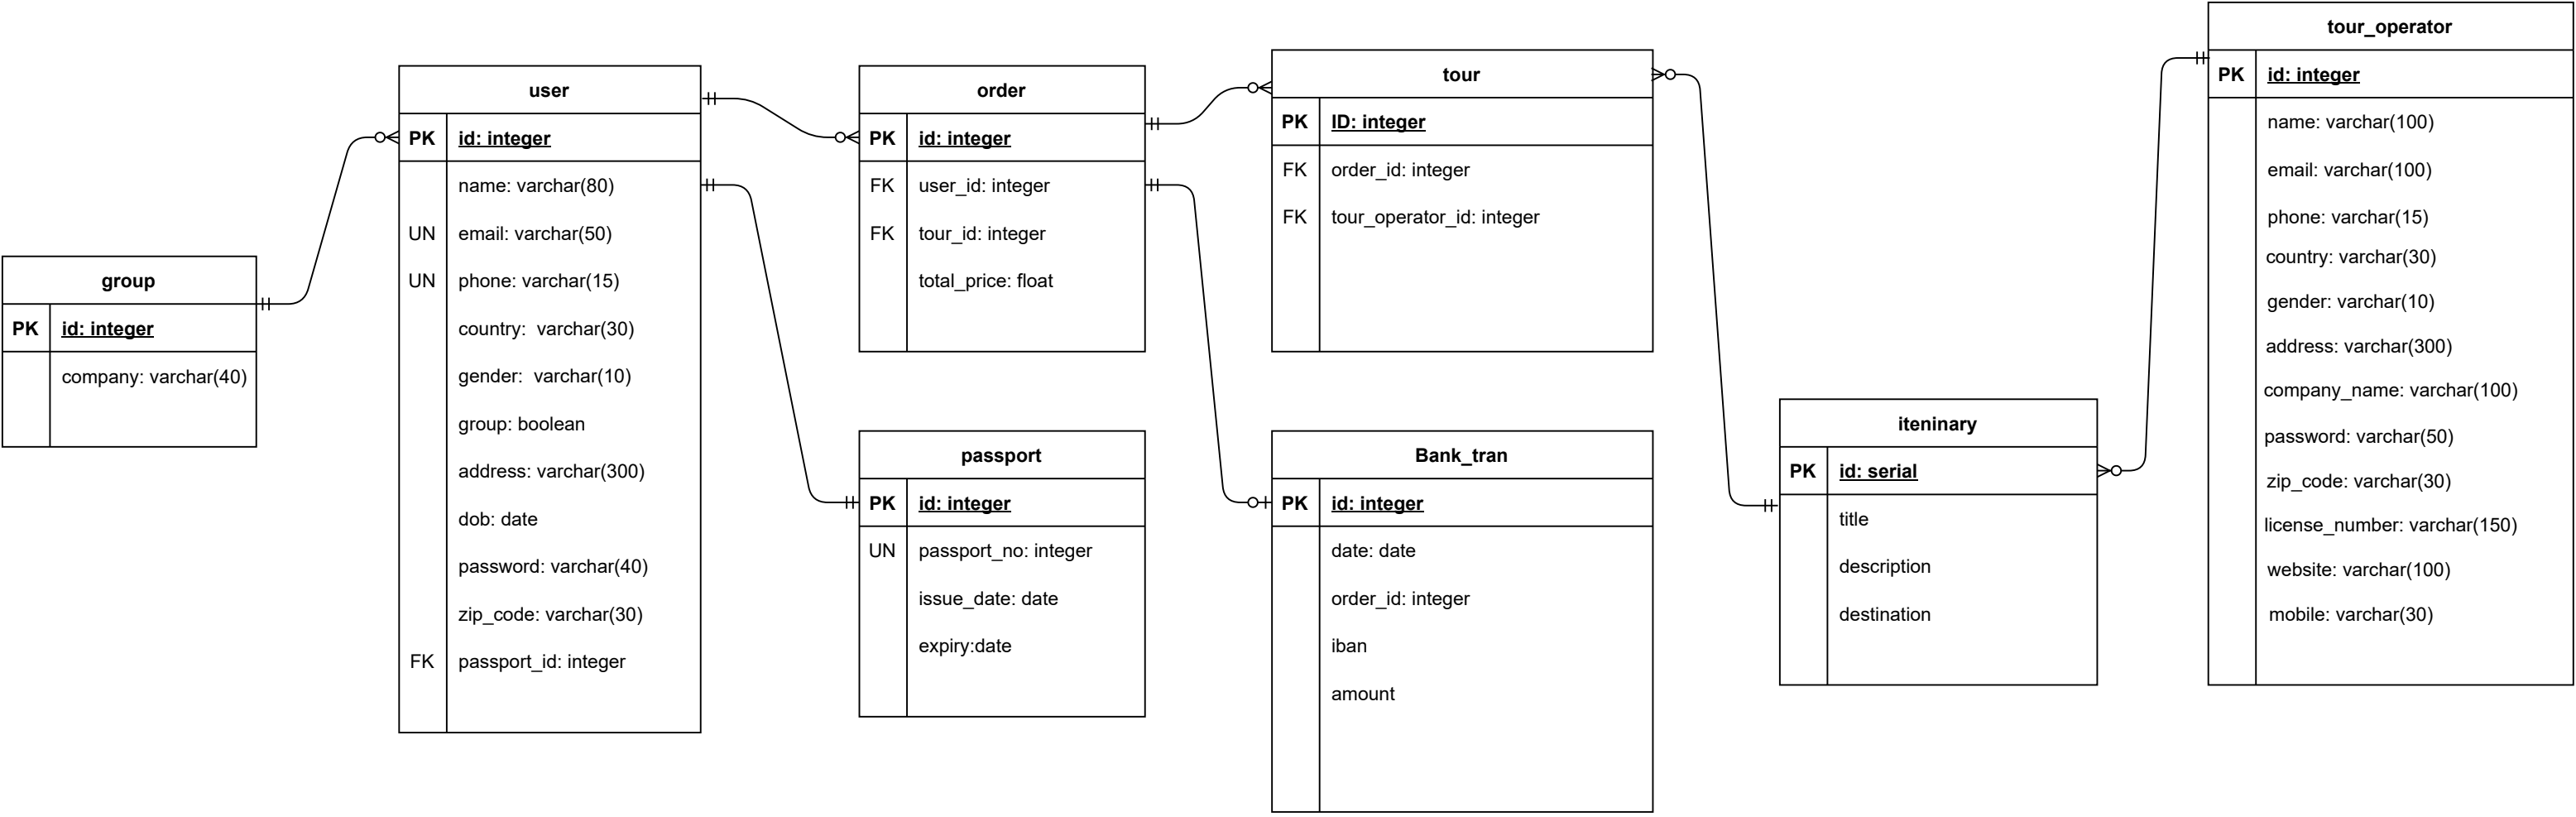 group
PK id: integer
company: varchar(40)
user
PK id: integer
name: varchar(80)
UN email: varchar(50)
UN phone: varchar(15)
country:  varchar(30)
gender:  varchar(10)
group: boolean
address: varchar(300)
dob: date
password: varchar(40)
zip_code: varchar(30)
FK passport_id: integer
order
PK id: integer
FK user_id: integer
FK tour_id: integer
total_price: float
passport
PK id: integer
UN passport_no: integer
issue_date: date
expiry:date
tour
PK ID: integer
FK order_id: integer
FK tour_operator_id: integer
Bank_tran
PK id: integer
date: date
order_id: integer
iban
amount
iteninary
PK id: serial
title
description
destination
tour_operator
PK id: integer
name: varchar(100)
email: varchar(100)
phone: varchar(15)
country: varchar(30)
gender: varchar(10)
address: varchar(300)
company_name: varchar(100)
password: varchar(50)
zip_code: varchar(30)
license_number: varchar(150)
website: varchar(100)
mobile: varchar(30)